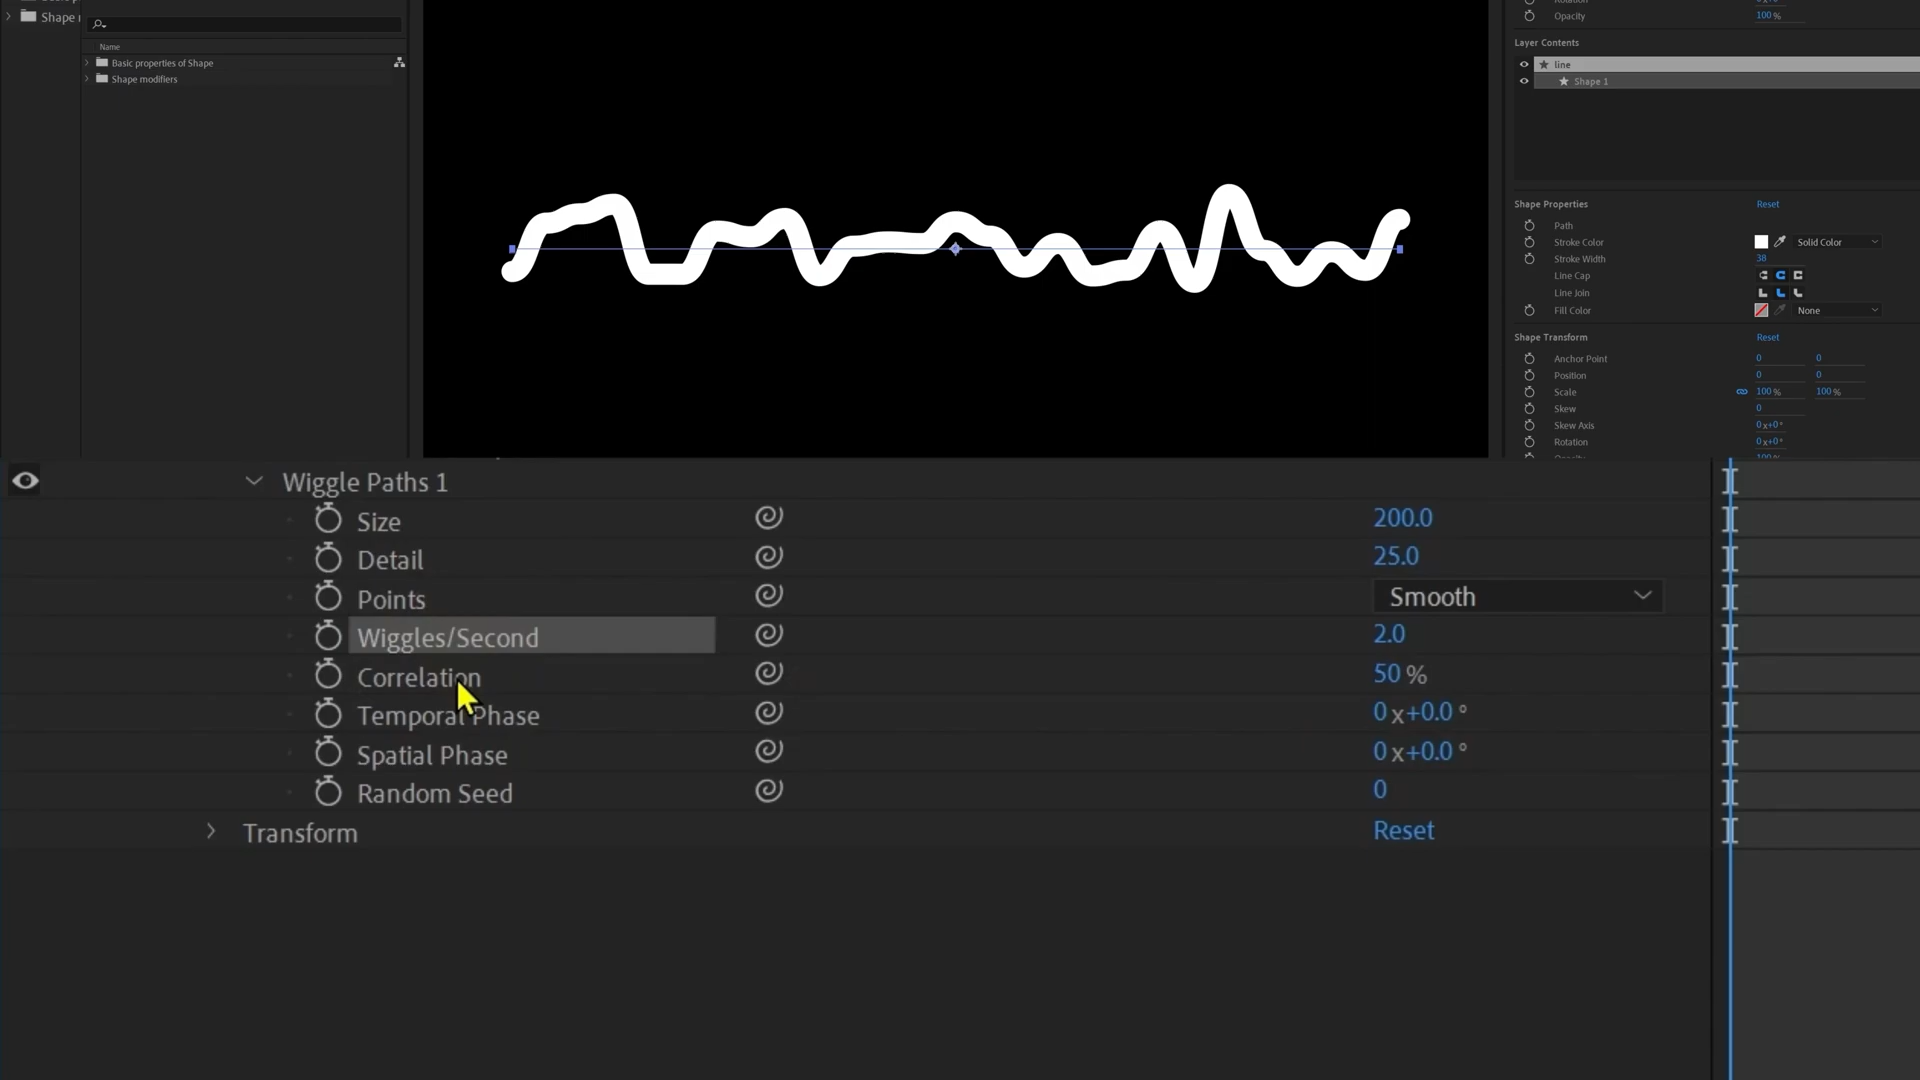 Shape r
Name
Basic properties of Shape
Shape modifiers
Opacity
100 %
Layer Contents
line
Shape 1
Shape Properties Reset
Path
Stroke Color Solid Color
Stroke Width 38
Line Cap
Line Join
Fill Color None
Shape Transform Reset
Anchor Point 0 0
Position 0 0
Scale 100 % 100 %
Skew 0
Skew Axis 0 x+0 °
Rotation 0 x+0 °
Wiggle Paths 1
Size 200.0
Detail 25.0
Points Smooth
Wiggles/Second 2.0
Correlation 50 %
Temporal Phase 0 x+0.0 °
Spatial Phase 0 x+0.0 °
Random Seed 0
Transform Reset